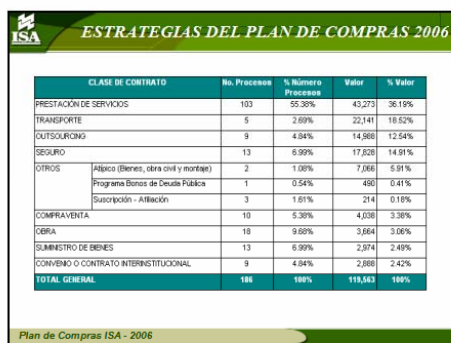 ISA
ESTRATEGIAS DEL PLAN DE COMPRAS 2006
CLASE DE CONTRATO No. Procesos % Número Procesos Valor % Valor
PRESTACIÓN DE SERVICIOS 103 55.38% 43,273 36.19%
TRANSPORTE 5 2.69% 22,141 18.52%
OUTSOURCING 9 4.84% 14,988 12.54%
SEGURO 13 6.99% 17,828 14.91%
OTROS Atípico (Bienes, obra civil y montaje) 2 1.08% 7,066 5.91%
Programa Bonos de Deuda Pública 1 0.54% 490 0.41%
Suscripción - Afiliación 3 1.61% 214 0.18%
COMPRAVENTA 10 5.38% 4,038 3.38%
OBRA 18 9.68% 3,664 3.06%
SUMINISTRO DE BIENES 13 6.99% 2,974 2.49%
CONVENIO O CONTRATO INTERINSTITUCIONAL 9 4.84% 2,888 2.42%
TOTAL GENERAL 186 100% 119,563 100%
Plan de Compras ISA - 2006